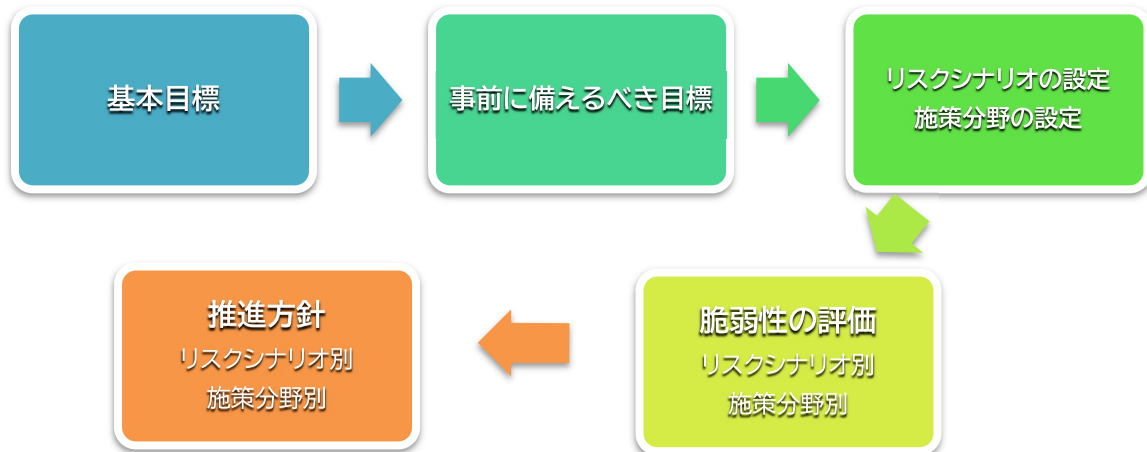 基本目標
事前に備えるべき目標
リスクシナリオの設定
施策分野の設定
脆弱性の評価
リスクシナリオ別
施策分野別
推進方針
リスクシナリオ別
施策分野別